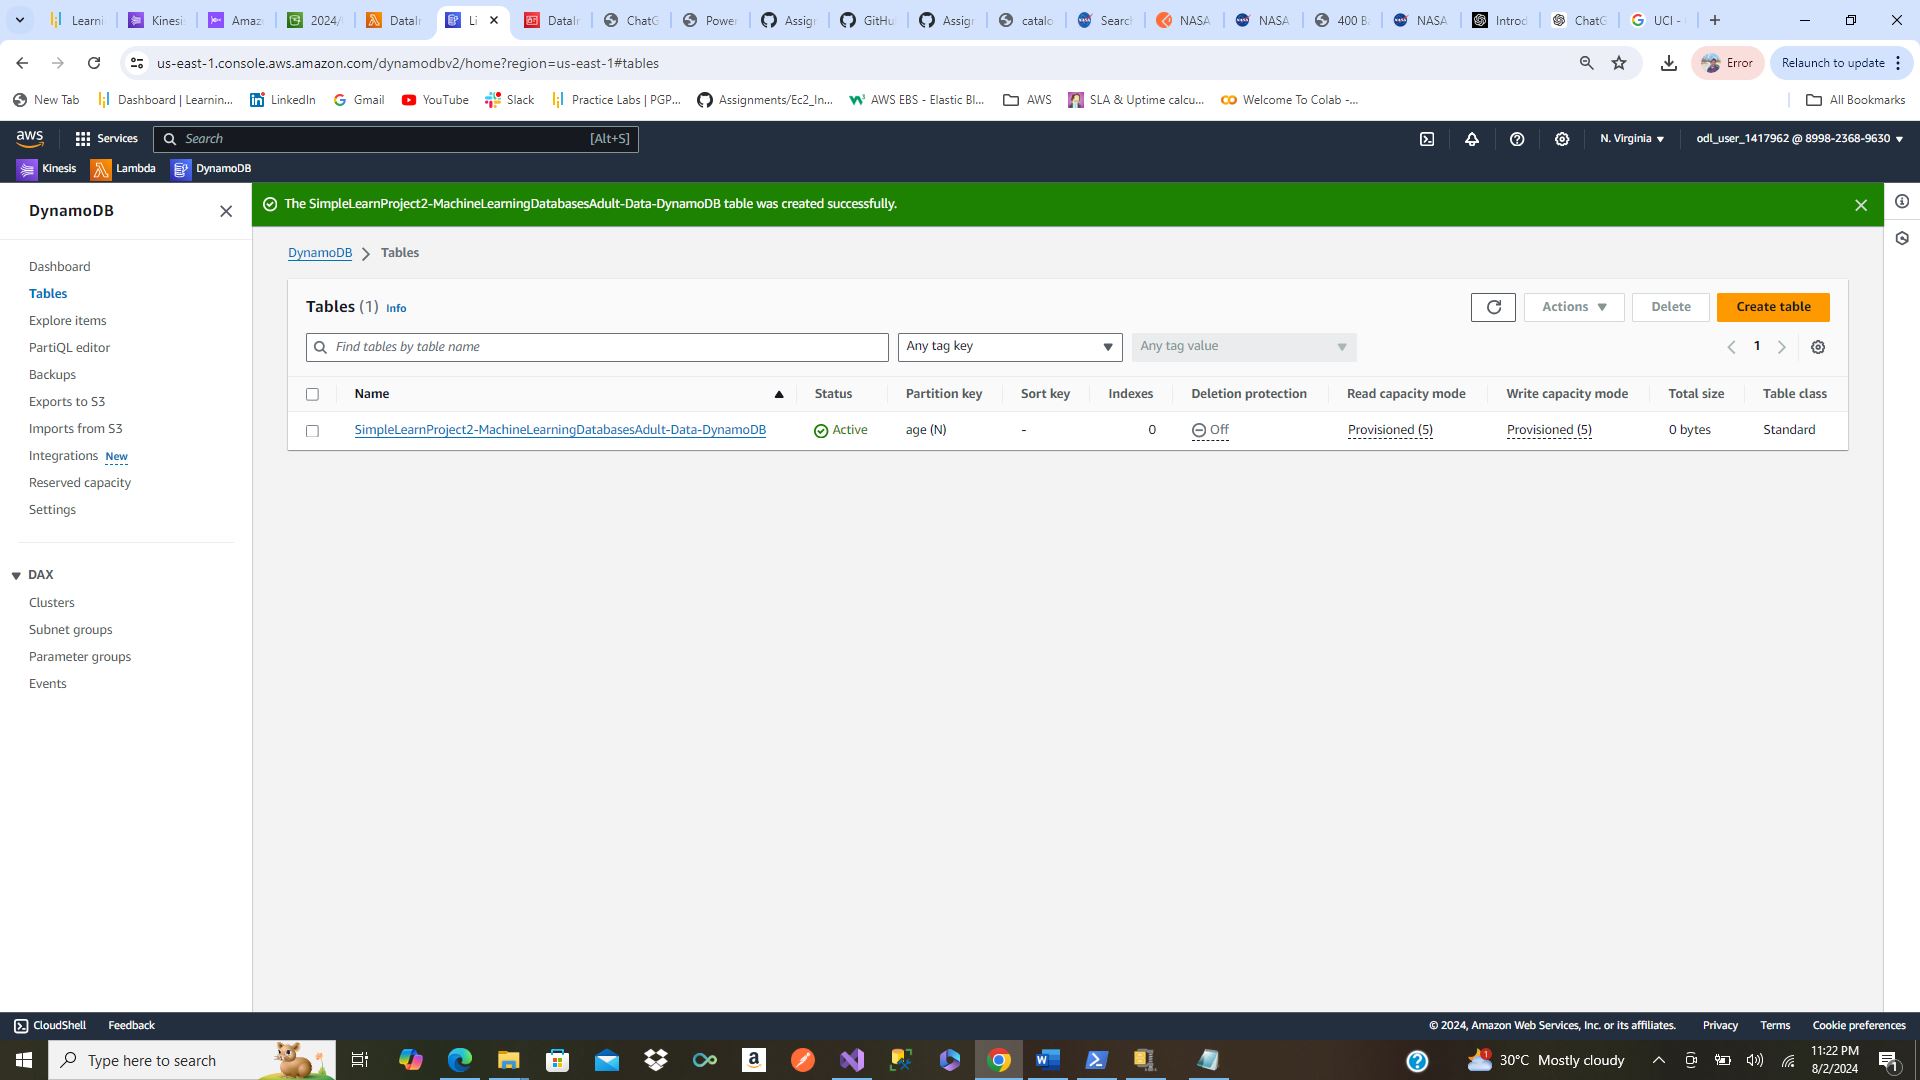 Learni
Kinesi
Amaz
2024/
DataIr
Li
DataIr
ChatG
Power
Assign
GitHu
Assign
catalo
Search
NASA
NASA
400 B
NASA
Introd
ChatG
UCI -
us-east-1.console.aws.amazon.com/dynamodbv2/home?region=us-east-1#tables
Error
Relaunch to update
New Tab
Dashboard | Learnin...
LinkedIn
Gmail
YouTube
Slack
Practice Labs | PGP...
Assignments/Ec2_In...
AWS EBS - Elastic Bl...
AWS
SLA & Uptime calcu...
Welcome To Colab -...
All Bookmarks
aws
Services
Search
[Alt+S]
N. Virginia
odl_user_1417962 @ 8998-2368-9630
Kinesis
Lambda
DynamoDB
DynamoDB
The SimpleLearnProject2-MachineLearningDatabasesAdult-Data-DynamoDB table was created successfully.
Dashboard
Tables
Explore items
PartiQL editor
Backups
Exports to S3
Imports from S3
Integrations New
Reserved capacity
Settings
DAX
Clusters
Subnet groups
Parameter groups
Events
DynamoDB
Tables
Tables (1) Info
Actions
Delete
Create table
Find tables by table name
Any tag key
Any tag value
1
Name
Status
Partition key
Sort key
Indexes
Deletion protection
Read capacity mode
Write capacity mode
Total size
Table class
SimpleLearnProject2-MachineLearningDatabasesAdult-Data-DynamoDB
Active
age (N)
-
0
Off
Provisioned (5)
Provisioned (5)
0 bytes
Standard
CloudShell
Feedback
© 2024, Amazon Web Services, Inc. or its affiliates.
Privacy
Terms
Cookie preferences
Type here to search
30°C Mostly cloudy
11:22 PM
8/2/2024
1